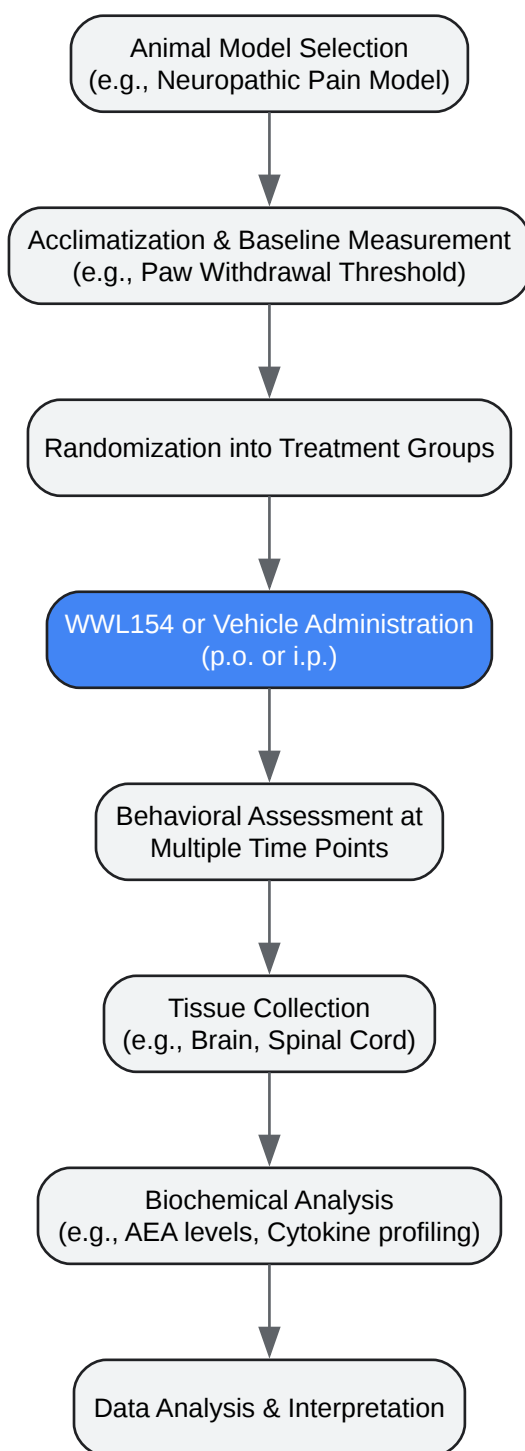 Animal Model Selection
(e.g., Neuropathic Pain Model)
Acclimatization & Baseline Measurement
(e.g., Paw Withdrawal Threshold)
Randomization into Treatment Groups
WWL154 or Vehicle Administration
(p.o. or i.p.)
Behavioral Assessment at
Multiple Time Points
Tissue Collection
(e.g., Brain, Spinal Cord)
Biochemical Analysis
(e.g., AEA levels, Cytokine profiling)
Data Analysis & Interpretation